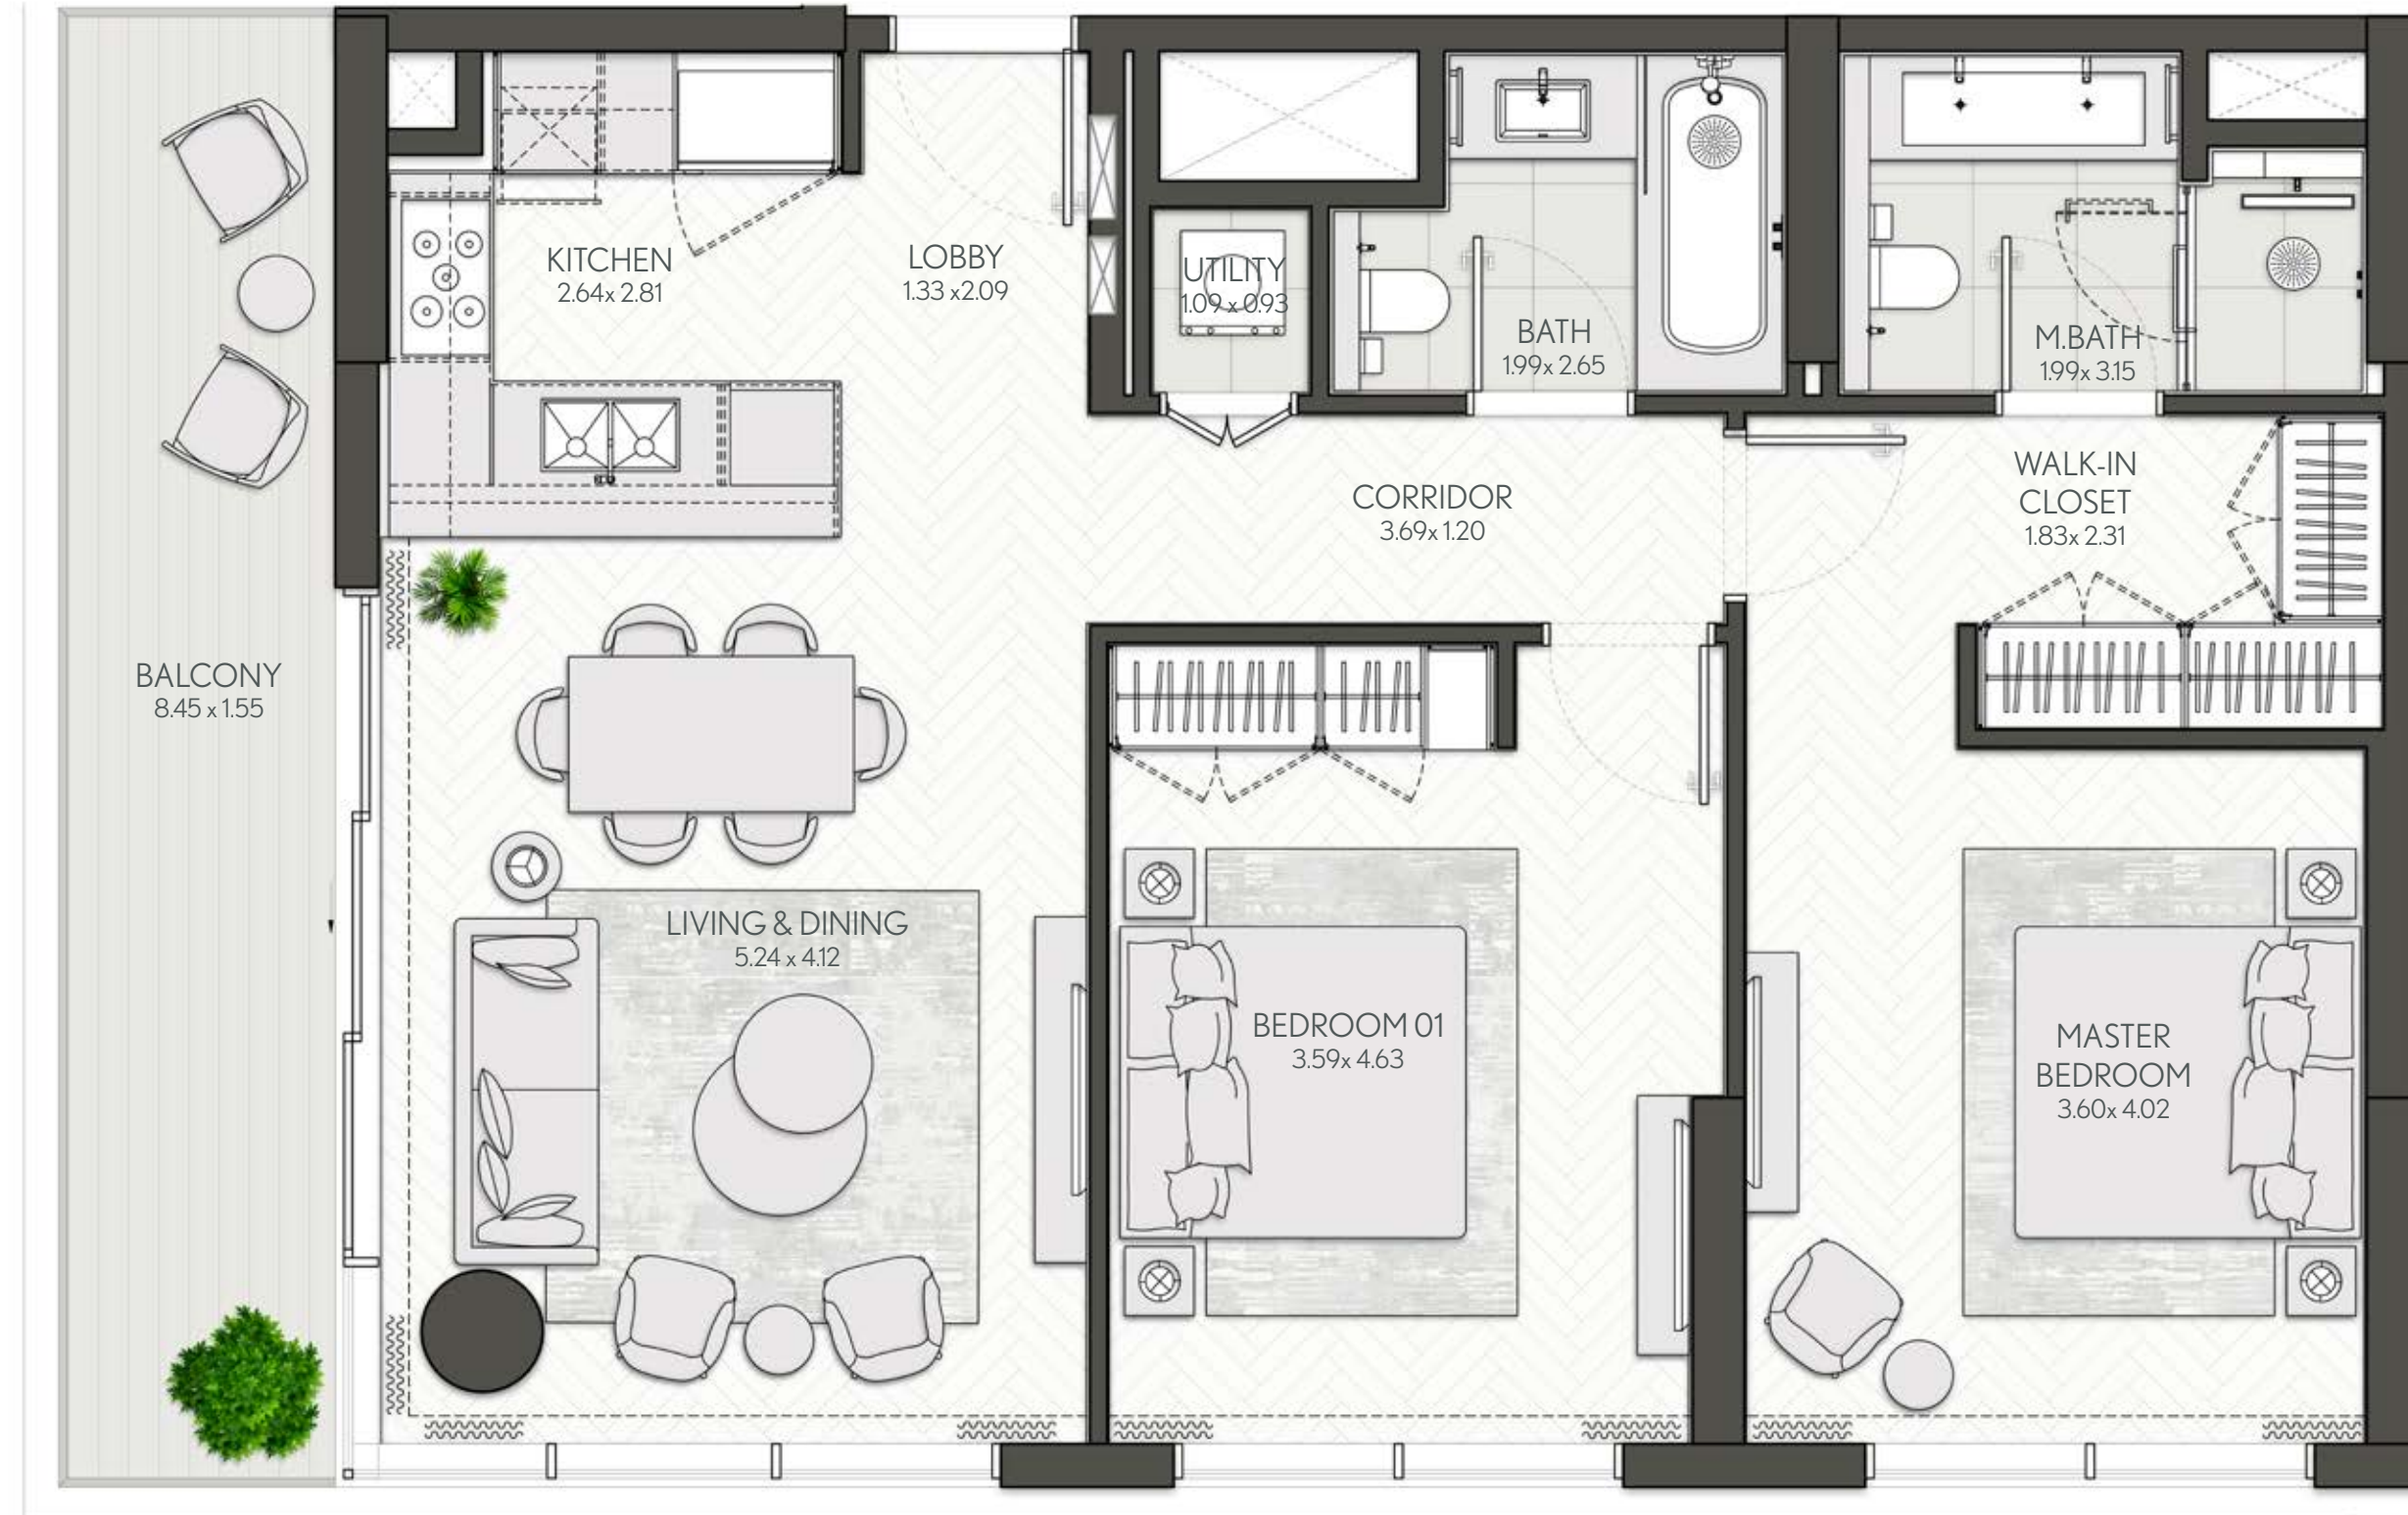 KITCHEN
2.64x 2.81
LOBBY
1.33 x2.09
UTILITY
1.09 x 0.93
BATH
1.99x 2.65
M.BATH
1.99x 3.15
WALK-IN
CLOSET
1.83x 2.31
CORRIDOR
3.69x 1.20
BALCONY
8.45 x 1.55
LIVING & DINING
5.24 x 4.12
BEDROOM 01
3.59x 4.63
MASTER
BEDROOM
3.60x 4.02